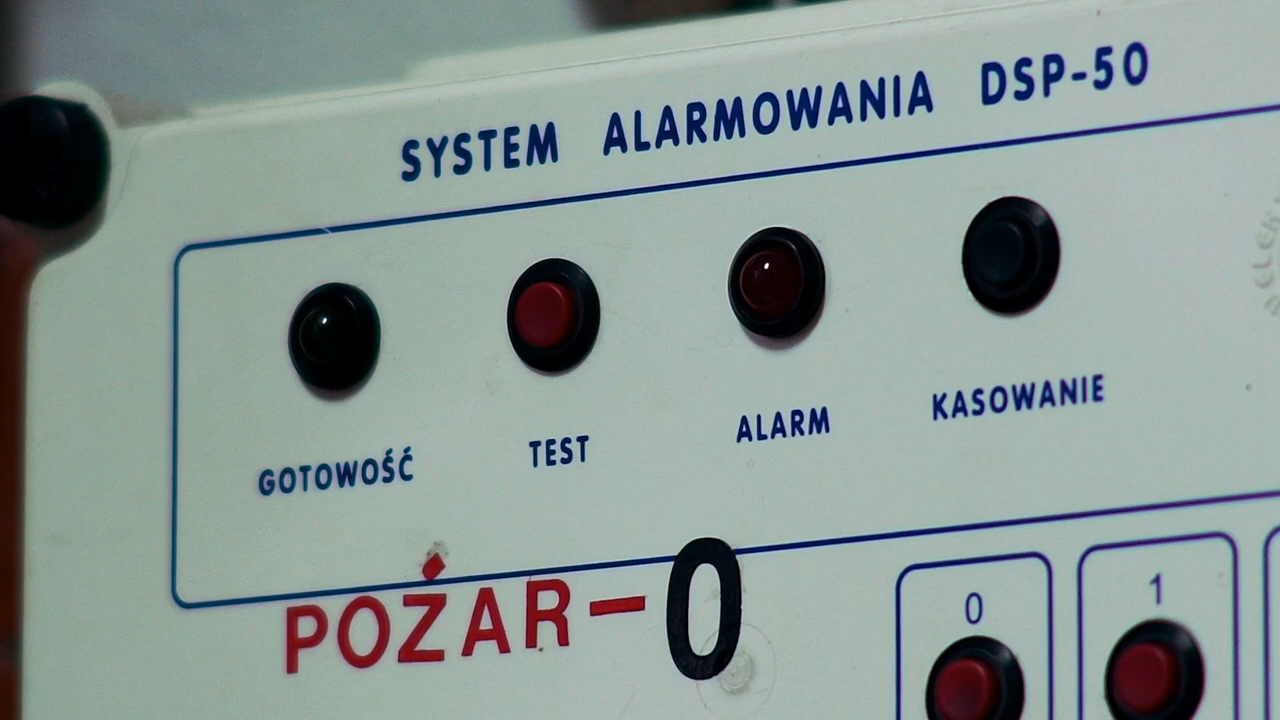 SYSTEM ALARMOWANIA DSP-50
GOTOWOŚĆ
TEST
ALARM
KASOWANIE
POŻAR-0
0
1